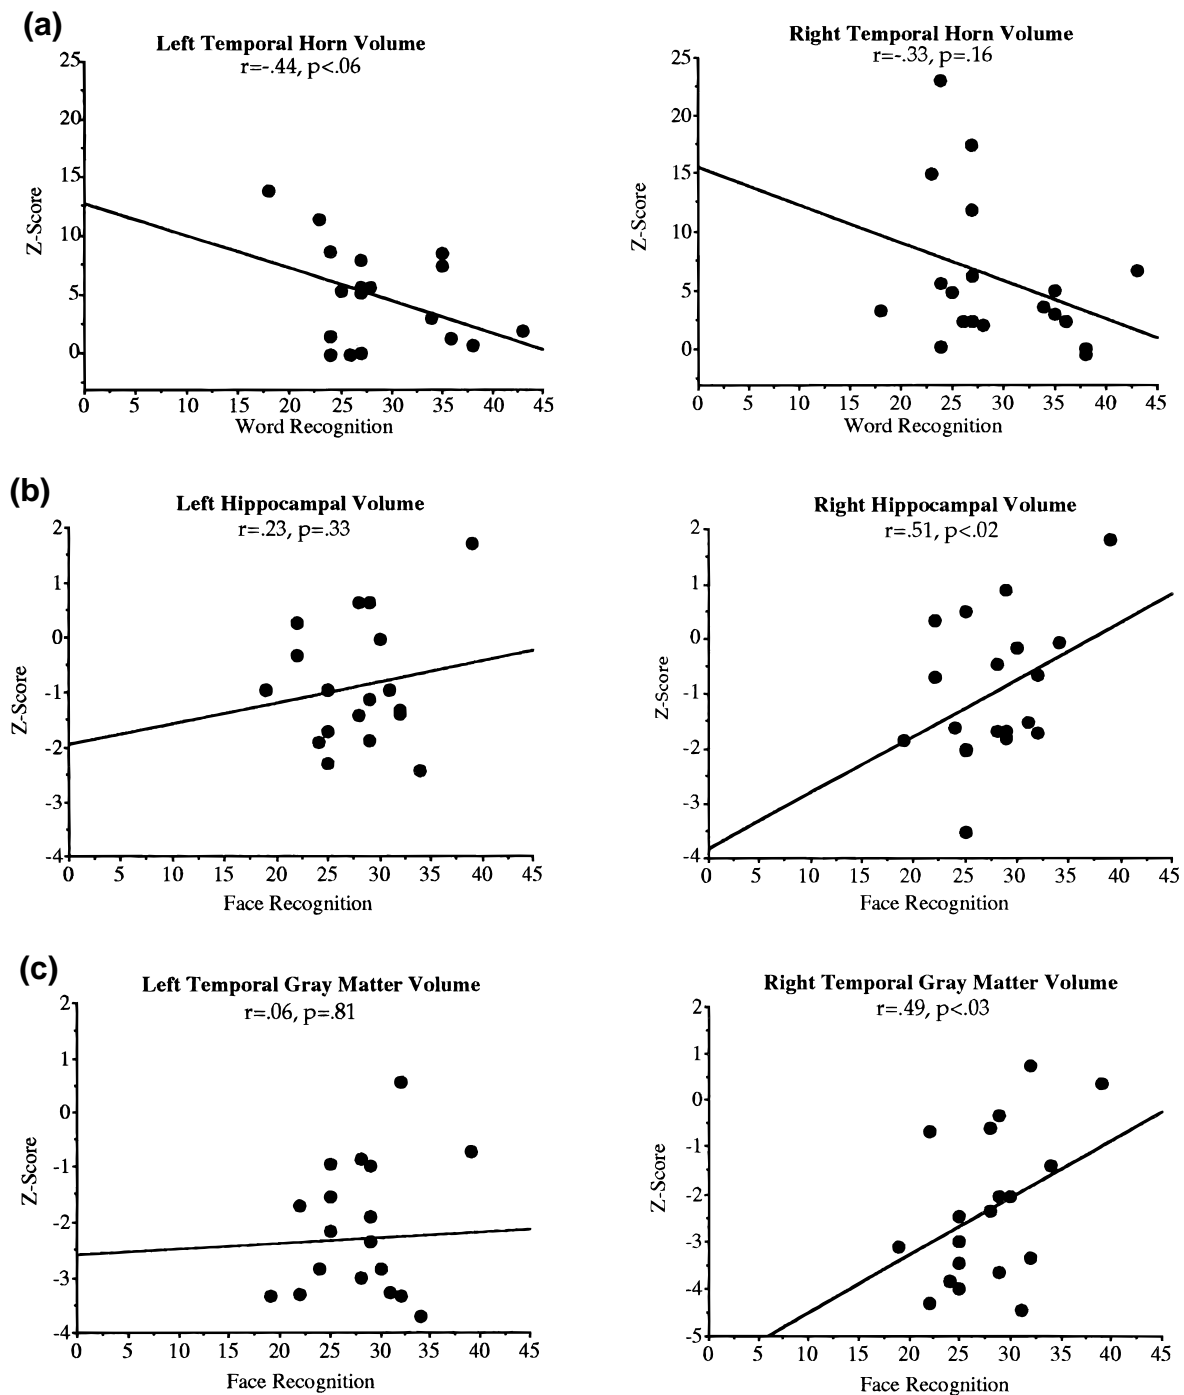 (a)
Left Temporal Horn Volume
r=-.44, p<.06
25
20
15
10
5
0
Z-Score
0 5 10 15 20 25 30 35 40 45
Word Recognition
Right Temporal Horn Volume
r=-.33, p=.16
25
20
15
10
5
0
Z-Score
0 5 10 15 20 25 30 35 40 45
Word Recognition
(b)
Left Hippocampal Volume
r=.23, p=.33
2
1
0
-1
-2
-3
-4
Z-Score
0 5 10 15 20 25 30 35 40 45
Face Recognition
Right Hippocampal Volume
r=.51, p<.02
2
1
0
-1
-2
-3
-4
Z-Score
0 5 10 15 20 25 30 35 40 45
Face Recognition
(c)
Left Temporal Gray Matter Volume
r=.06, p=.81
2
1
0
-1
-2
-3
-4
Z-Score
0 5 10 15 20 25 30 35 40 45
Face Recognition
Right Temporal Gray Matter Volume
r=.49, p<.03
2
1
0
-1
-2
-3
-4
-5
Z-Score
0 5 10 15 20 25 30 35 40 45
Face Recognition